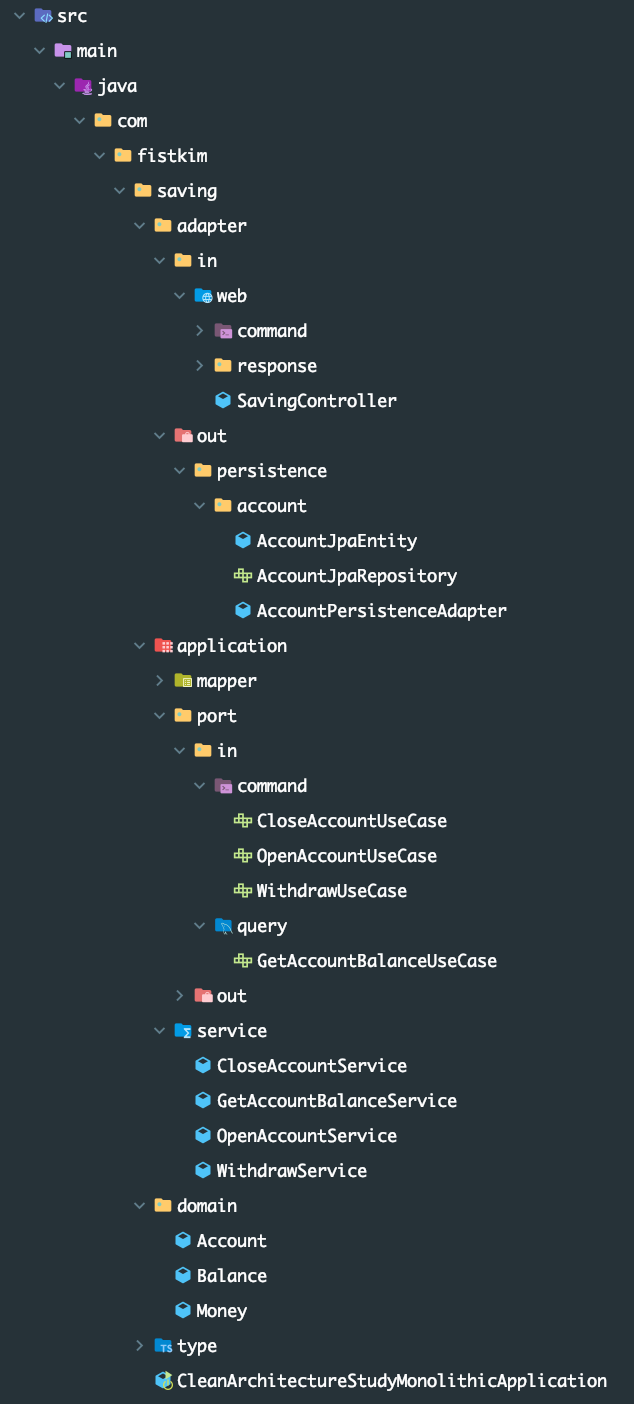 src
main
java
com
fistkim
saving
adapter
in
web
command
response
SavingController
out
persistence
account
AccountJpaEntity
AccountJpaRepository
AccountPersistenceAdapter
application
mapper
port
in
command
CloseAccountUseCase
OpenAccountUseCase
WithdrawUseCase
query
GetAccountBalanceUseCase
out
service
CloseAccountService
GetAccountBalanceService
OpenAccountService
WithdrawService
domain
Account
Balance
Money
type
CleanArchitectureStudyMonolithicApplication